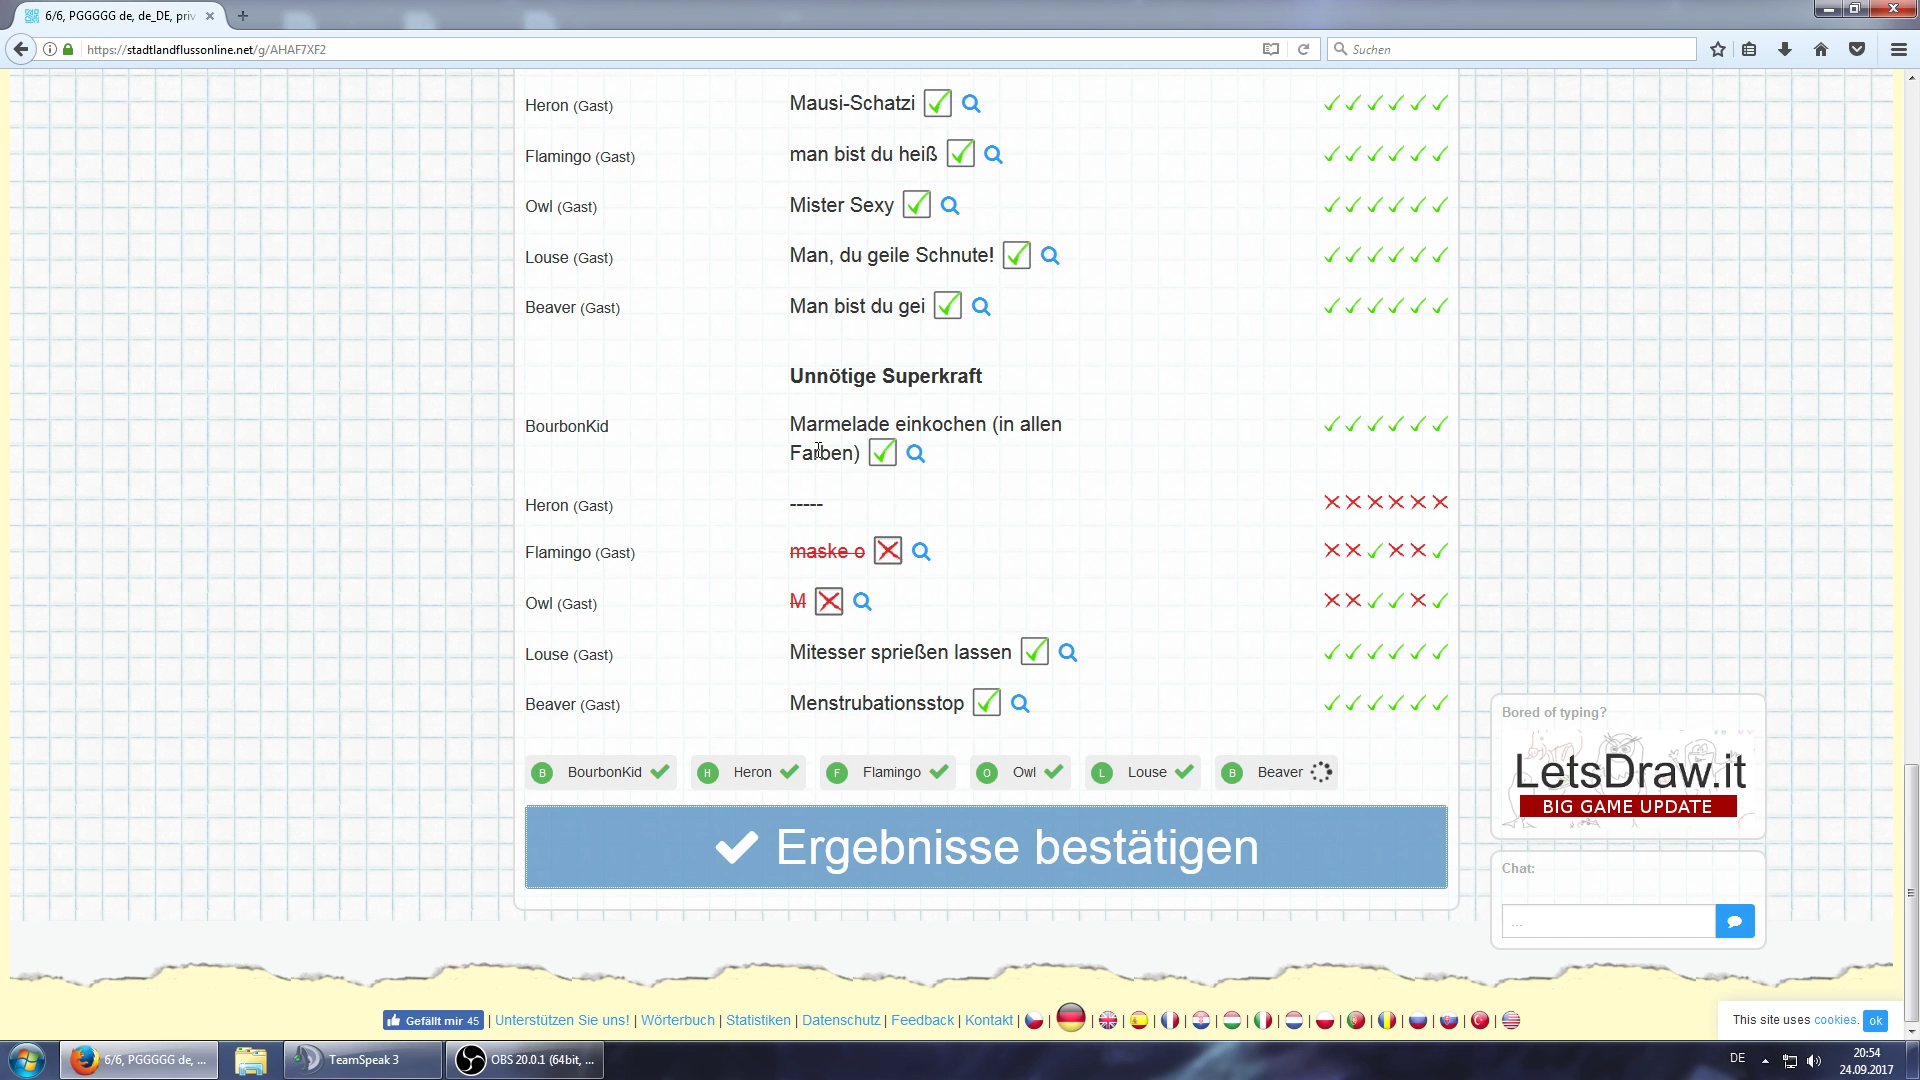 6/6, PGGGGG de, de_DE, priv
https://stadtlandflussonline.net/g/AHAF7XF2
Suchen
Heron (Gast) Mausi-Schatzi
Flamingo (Gast) man bist du heiß
Owl (Gast) Mister Sexy
Louse (Gast) Man, du geile Schnute!
Beaver (Gast) Man bist du gei
Unnötige Superkraft
BourbonKid Marmelade einkochen (in allen
Farben)
Heron (Gast) -----
Flamingo (Gast) maske o
Owl (Gast) M
Louse (Gast) Mitesser sprießen lassen
Beaver (Gast) Menstrubationsstop
B BourbonKid H Heron F Flamingo O Owl L Louse B Beaver
Ergebnisse bestätigen
Bored of typing?
LetsDraw.it
BIG GAME UPDATE
Chat:
...
Gefällt mir 45 | Unterstützen Sie uns! | Wörterbuch | Statistiken | Datenschutz | Feedback | Kontakt |
This site uses cookies. ok
6/6, PGGGGG de, ...
TeamSpeak 3
OBS 20.0.1 (64bit, ...
DE
20:54
24.09.2017